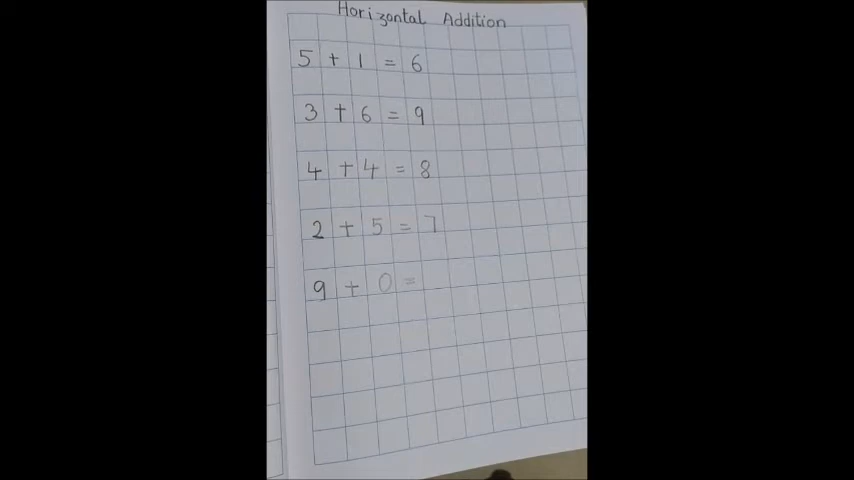 Horizontal Addition
5 + 1 = 6
3 + 6 = 9
4 + 4 = 8
2 + 5 = 7
9 + 0 =